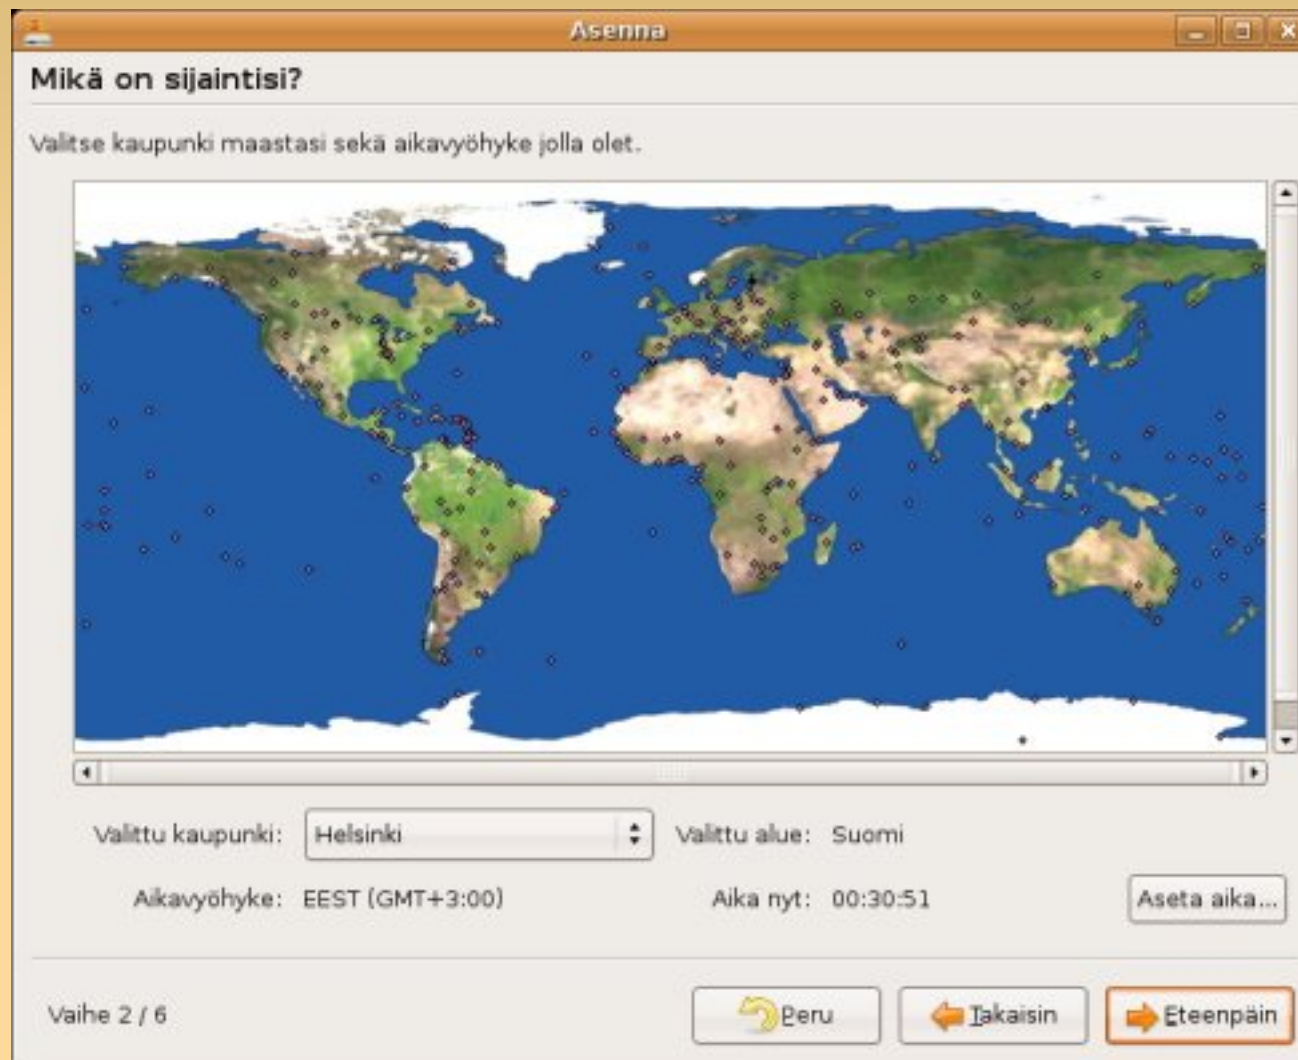 Asenna
Mikä on sijaintisi?
Valitse kaupunki maastasi sekä aikavyöhyke jolla olet.
Valittu kaupunki: Helsinki Valittu alue: Suomi
Aikavyöhyke: EEST (GMT+3:00) Aika nyt: 00:30:51 Aseta aika...
Vaihe 2 / 6 Peru Takaisin Eteenpäin